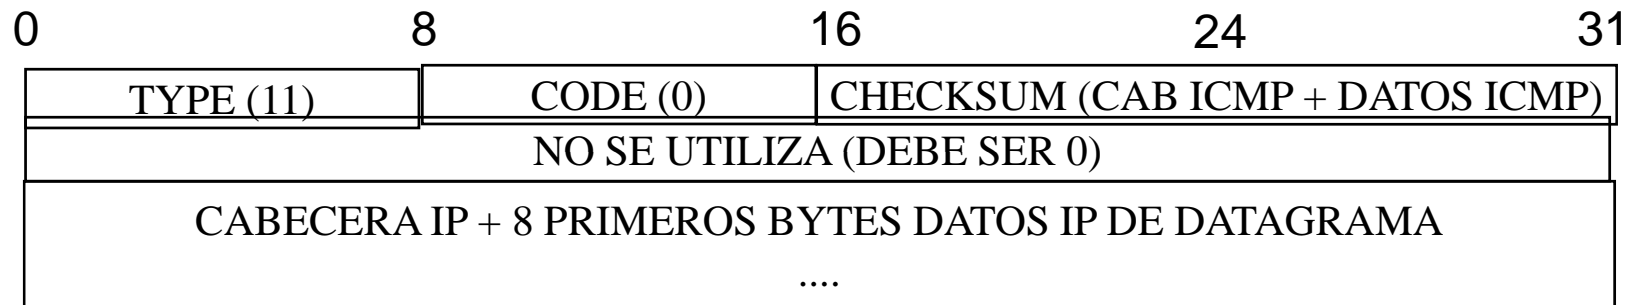 0 8 16 24 31
TYPE (11) CODE (0) CHECKSUM (CAB ICMP + DATOS ICMP)
NO SE UTILIZA (DEBE SER 0)
CABECERA IP + 8 PRIMEROS BYTES DATOS IP DE DATAGRAMA
....